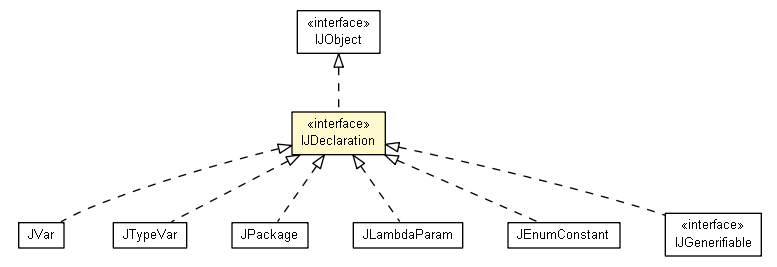 «interface»
IJObject
«interface»
IJDeclaration
JVar
JTypeVar
JPackage
JLambdaParam
JEnumConstant
«interface»
IJGenerifiable